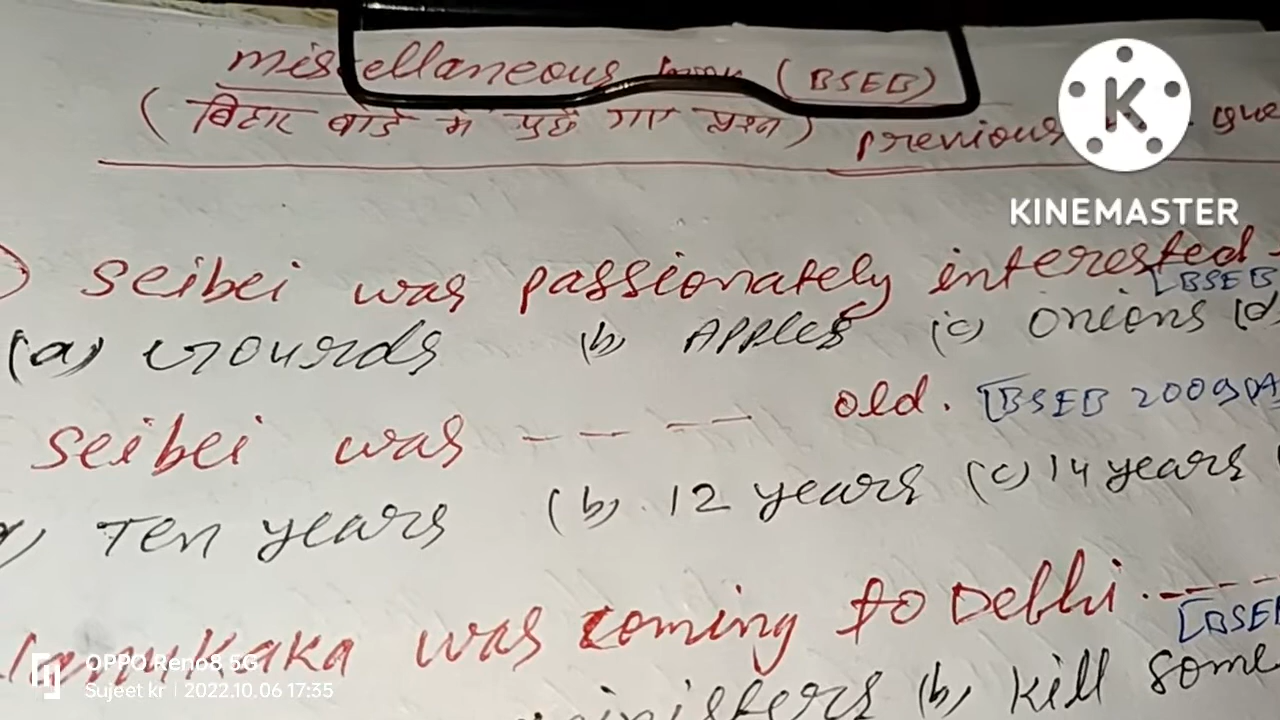 miscellaneous (BSEB)
(बिहार बोर्ड में पुछे गए प्रश्न) previous
KINEMASTER
Seibei was passionately interested
[BSEB
(a) Gourds (b) Apples (c) onions (d)
Seibei was ---- old. [BSEB 2009(A
Ten years (b) 12 years (c) 14 years
was coming to Delhi.----
[BSEB
(b) Kill some
OPPO Reno8 5G
Sujeet kr | 2022.10.06 17:35